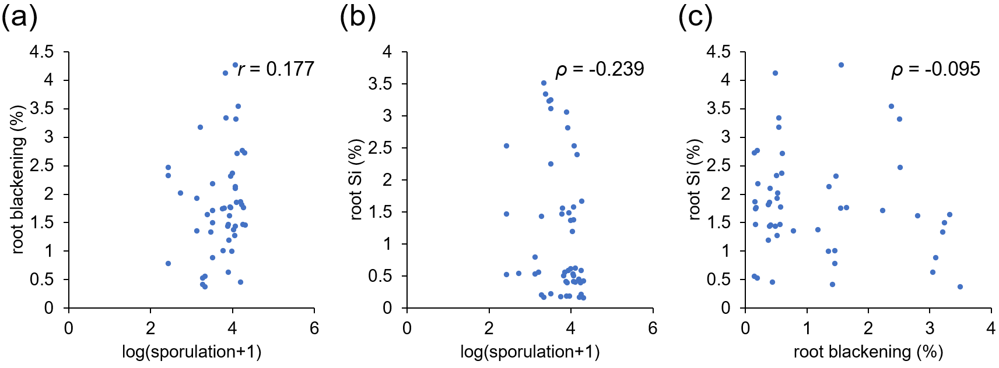 (a)
r = 0.177
4.5
4
3.5
3
2.5
2
1.5
1
0.5
0
root blackening (%)
0 2 4 6
log(sporulation+1)
(b)
ρ = -0.239
4
3.5
3
2.5
2
1.5
1
0.5
0
root Si (%)
0 2 4 6
log(sporulation+1)
(c)
ρ = -0.095
4.5
4
3.5
3
2.5
2
1.5
1
0.5
0
root Si (%)
0 1 2 3 4
root blackening (%)